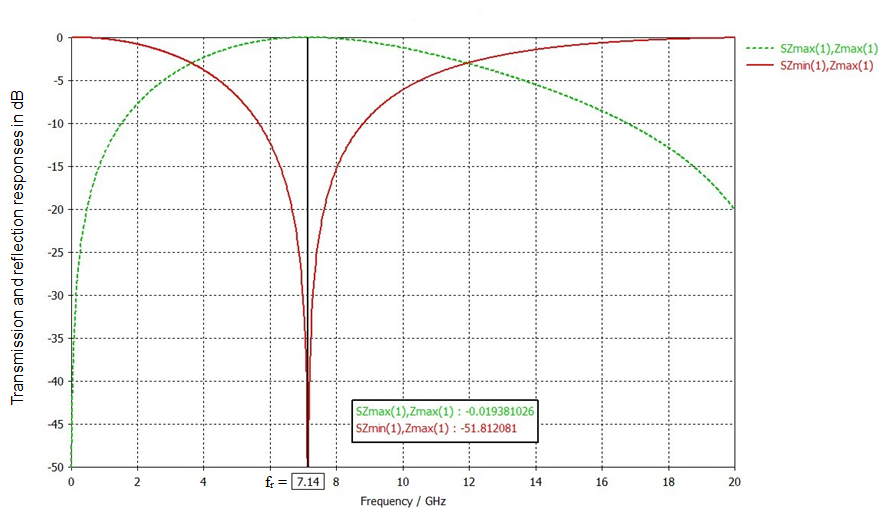 SZmax(1),Zmax(1)
SZmin(1),Zmax(1)
Transmission and reflection responses in dB
0
-5
-10
-15
-20
-25
-30
-35
-40
-45
-50
SZmax(1),Zmax(1) : -0.019381026
SZmin(1),Zmax(1) : -51.812081
0 2 4 fr = 7.14 8 10 12 14 16 18 20
Frequency / GHz